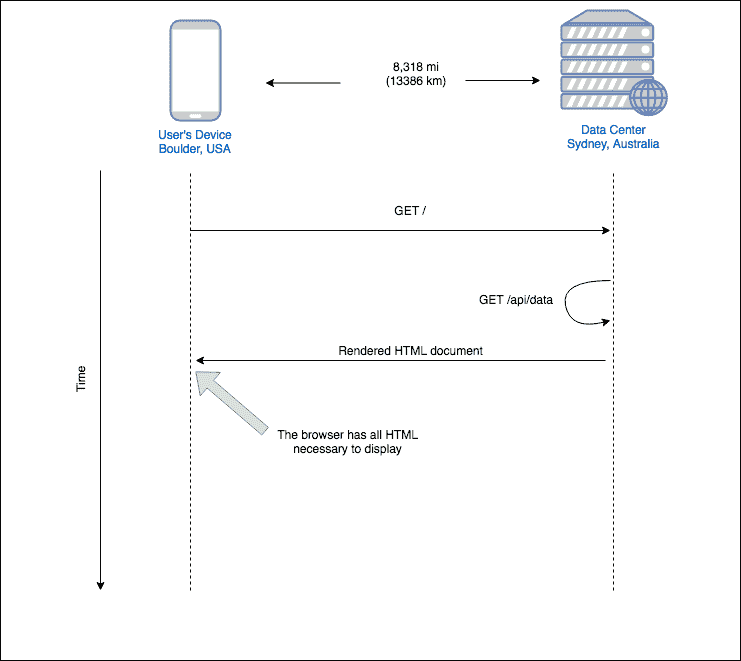 8,318 mi
(13386 km)
User's Device
Boulder, USA
Data Center
Sydney, Australia
GET /
GET /api/data
Rendered HTML document
Time
The browser has all HTML
necessary to display